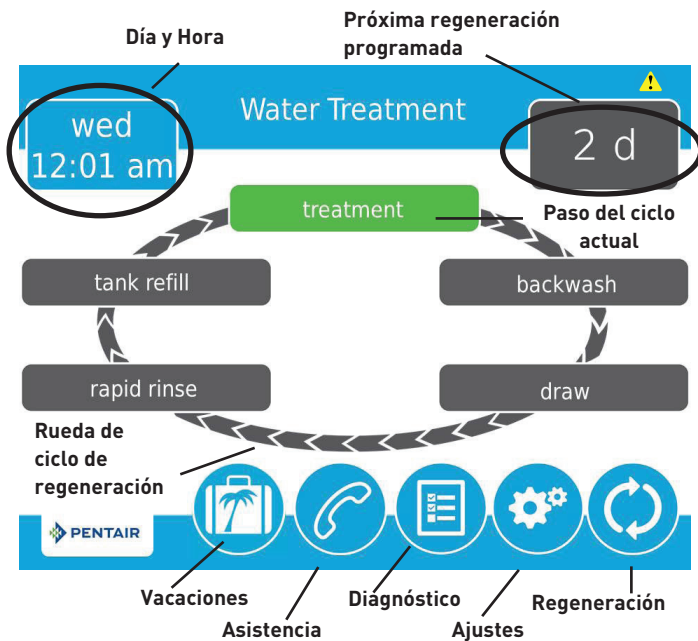 Día y Hora
Próxima regeneración
programada
wed
12:01 am
Water Treatment
2 d
treatment
Paso del ciclo
actual
tank refill
backwash
rapid rinse
draw
Rueda de
ciclo de
regeneración
PENTAIR
Vacaciones
Asistencia
Diagnóstico
Ajustes
Regeneración